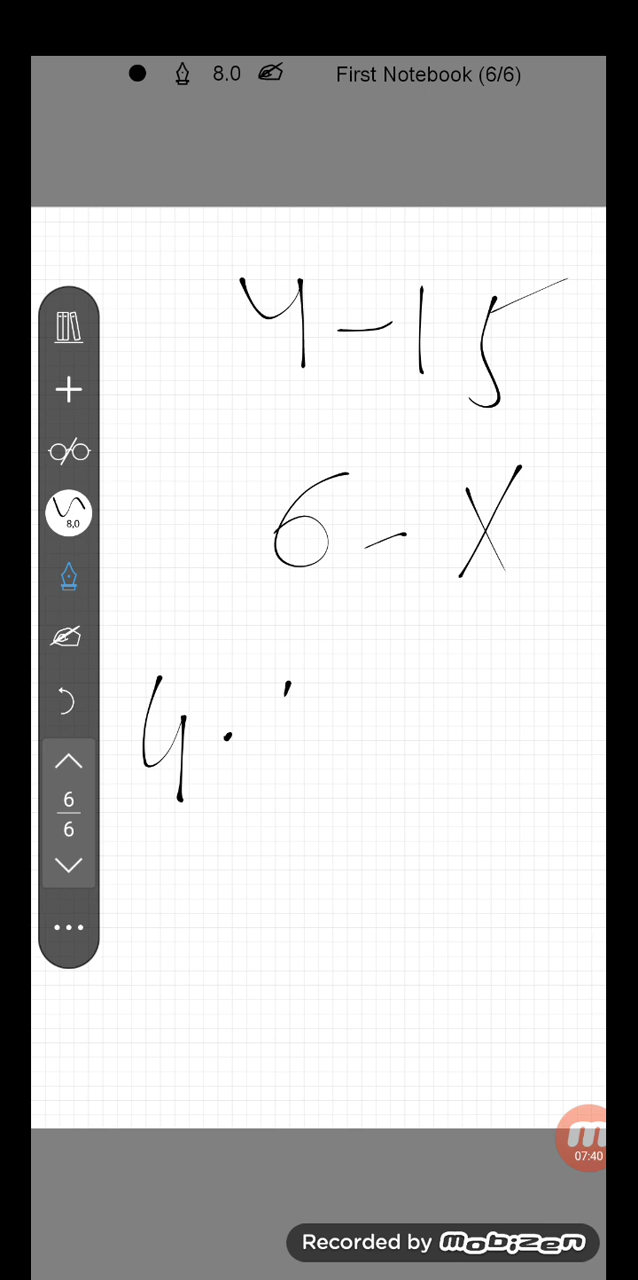 8.0 First Notebook (6/6)
4-15
8,0
6-x
4 · '
6
6
07:40
Recorded by mobizen